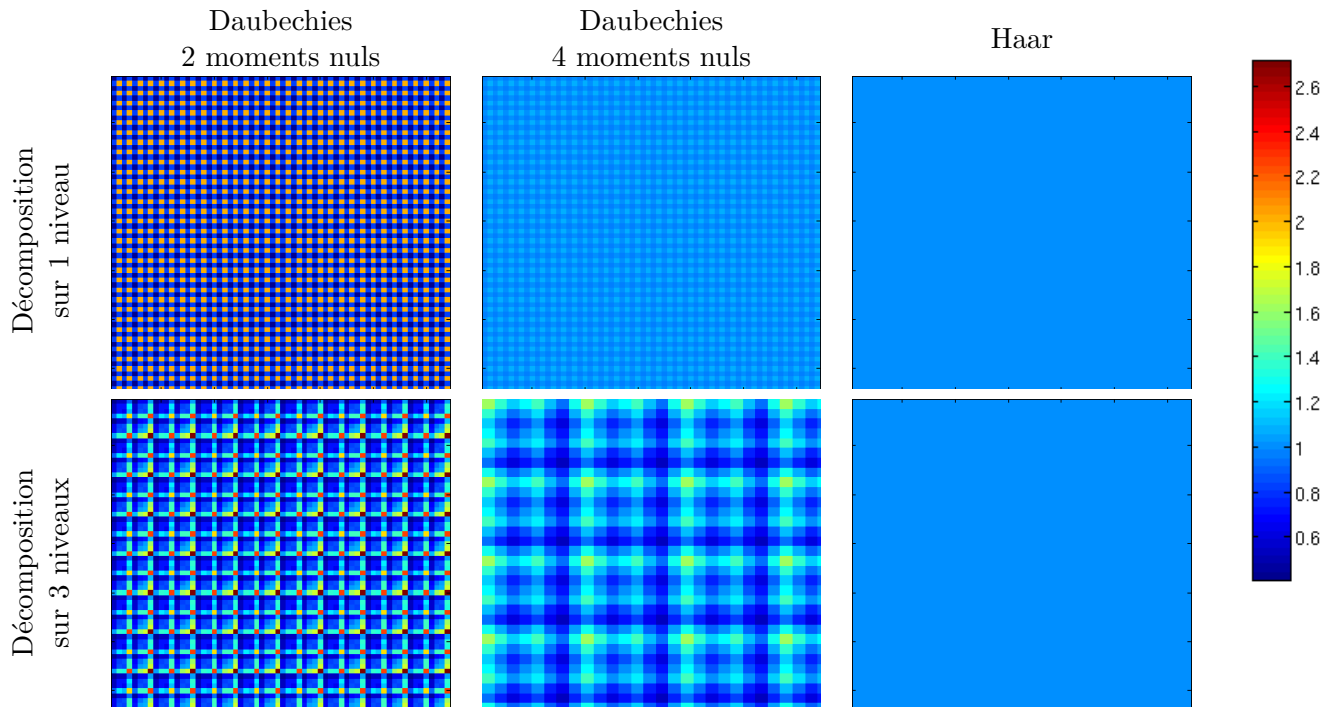 Daubechies
2 moments nuls
Daubechies
4 moments nuls
Haar
Décomposition
sur 1 niveau
Décomposition
sur 3 niveaux
2.6
2.4
2.2
2
1.8
1.6
1.4
1.2
1
0.8
0.6